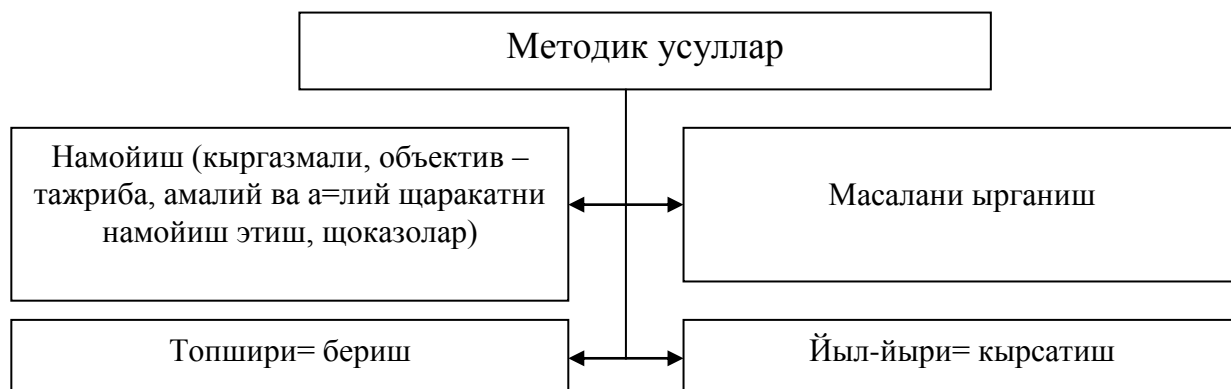 Методик усуллар
Намойиш (кыргазмали, объектив –
тажриба, амалий ва а=лий щаракатни
намойиш этиш, щоказолар)
Масалани ырганиш
Топшири= бериш
Йыл-йыри= кырсатиш